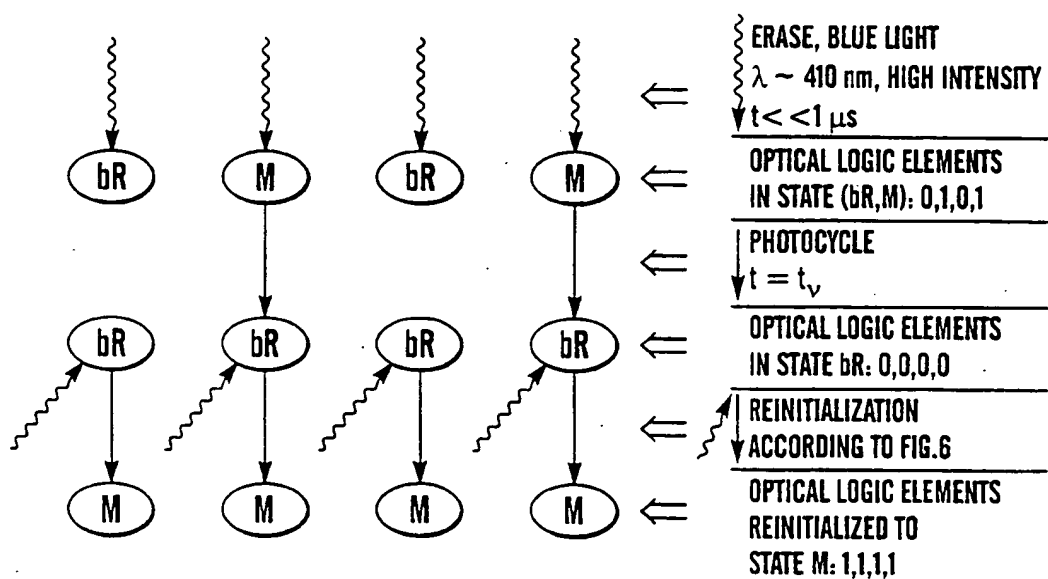 ERASE, BLUE LIGHT
λ ~ 410 nm, HIGH INTENSITY
t<<1 μs
bR M bR M
OPTICAL LOGIC ELEMENTS
IN STATE (bR,M): 0,1,0,1
PHOTOCYCLE
t = tν
bR bR bR bR
OPTICAL LOGIC ELEMENTS
IN STATE bR: 0,0,0,0
REINITIALIZATION
ACCORDING TO FIG.6
M M M M
OPTICAL LOGIC ELEMENTS
REINITIALIZED TO
STATE M: 1,1,1,1